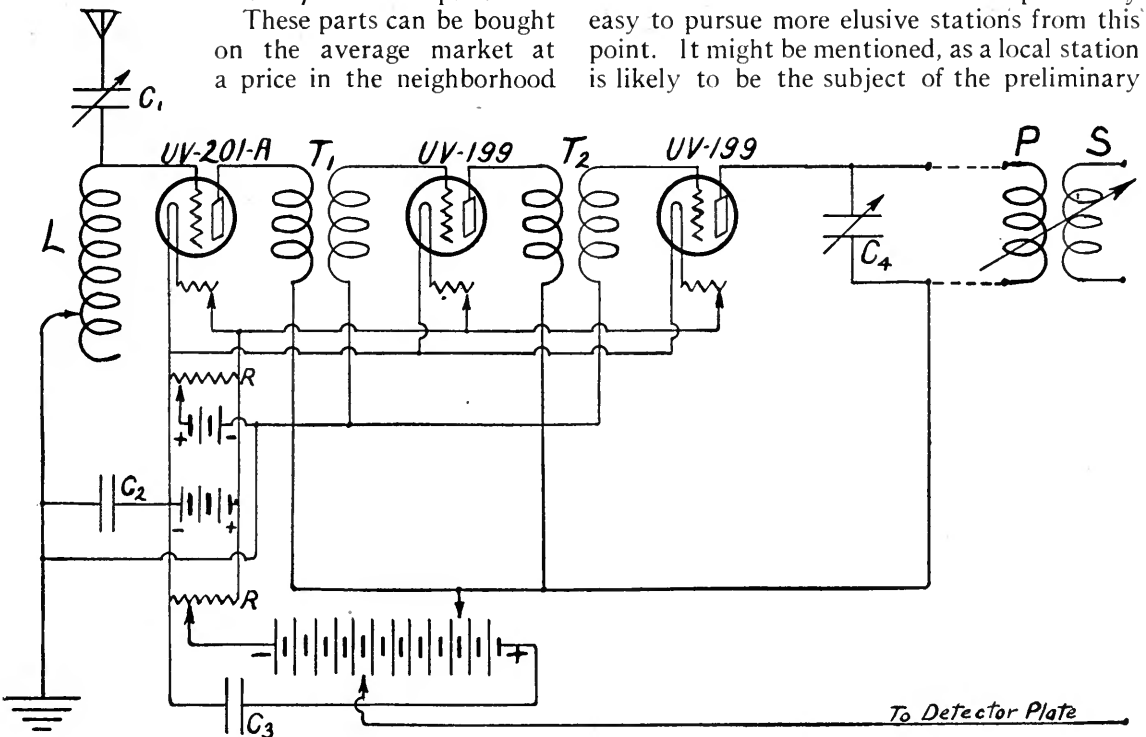 These parts can be bought
on the average market at
a price in the neighborhood
easy to pursue more elusive stations from this
point. It might be mentioned, as a local station
is likely to be the subject of the preliminary
C₁
UV-201-A
T₁
UV-199
T₂
UV-199
P
S
L
C₄
R
+ -
C₂
- +
R
- +
C₃
To Detector Plate